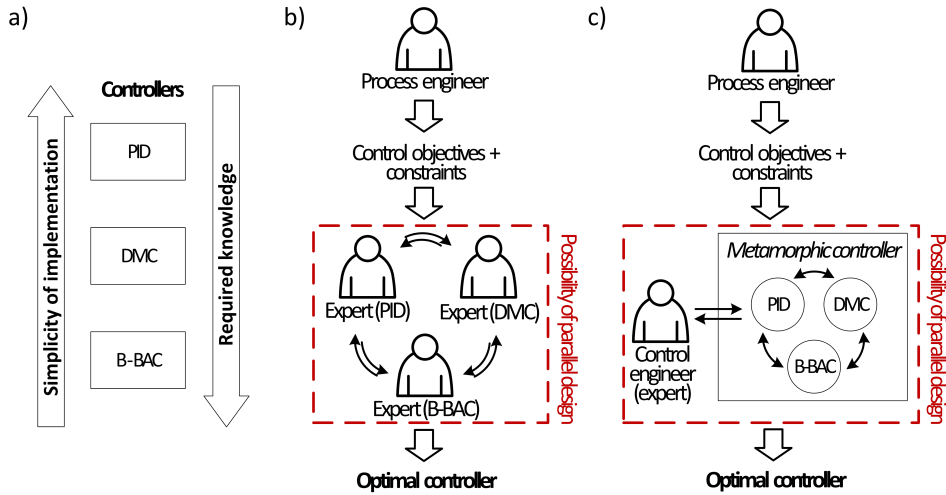 a)
Controllers
Simplicity of implementation
PID
DMC
B-BAC
Required knowledge
b)
Process engineer
Control objectives +
constraints
Expert (PID)
Expert (DMC)
Expert (B-BAC)
Possibility of parallel design
Optimal controller
c)
Process engineer
Control objectives +
constraints
Metamorphic controller
PID
DMC
B-BAC
Control
engineer
(expert)
Possibility of parallel design
Optimal controller